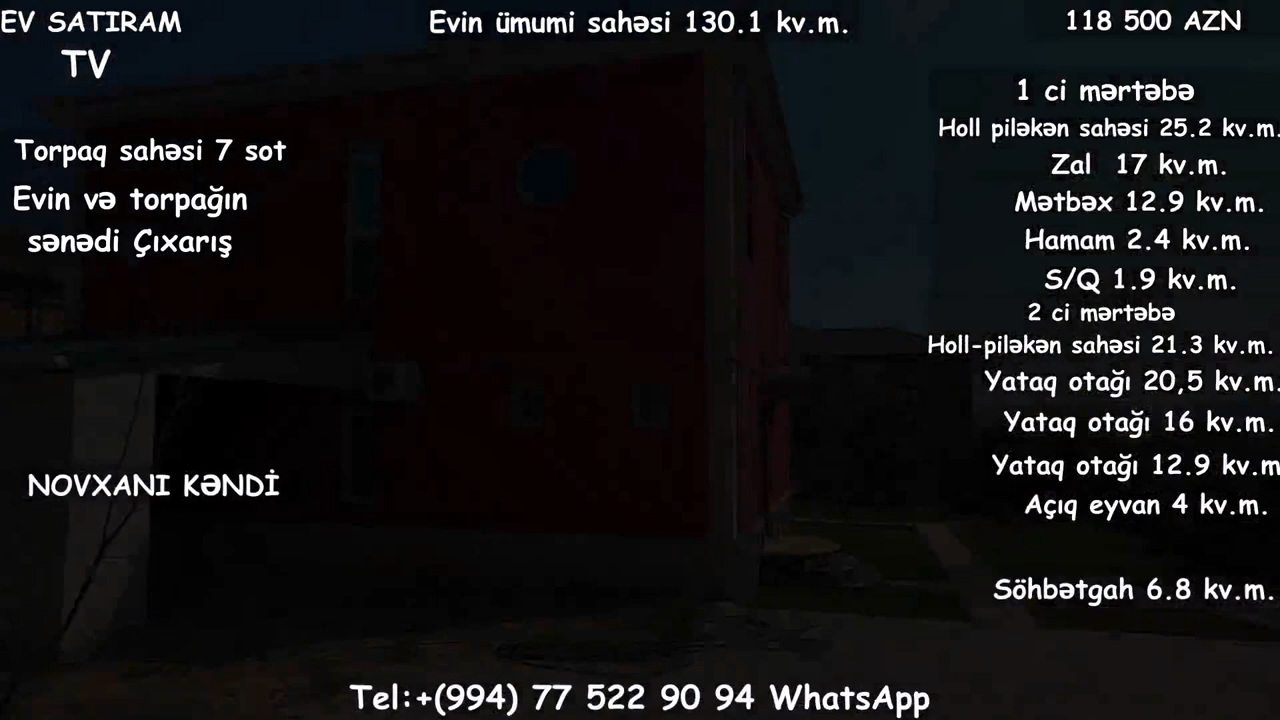 EV SATIRAM
TV
Evin ümumi sahəsi 130.1 kv.m.
118 500 AZN
Torpaq sahəsi 7 sot
Evin və torpağın
sənədi Çıxarış
NOVXANI KƏNDİ
1 ci mərtəbə
Holl piləkən sahəsi 25.2 kv.m.
Zal 17 kv.m.
Mətbəx 12.9 kv.m.
Hamam 2.4 kv.m.
S/Q 1.9 kv.m.
2 ci mərtəbə
Holl-piləkən sahəsi 21.3 kv.m.
Yataq otağı 20,5 kv.m.
Yataq otağı 16 kv.m.
Yataq otağı 12.9 kv.m
Açıq eyvan 4 kv.m.
Söhbətgah 6.8 kv.m.
Tel:+(994) 77 522 90 94 WhatsApp